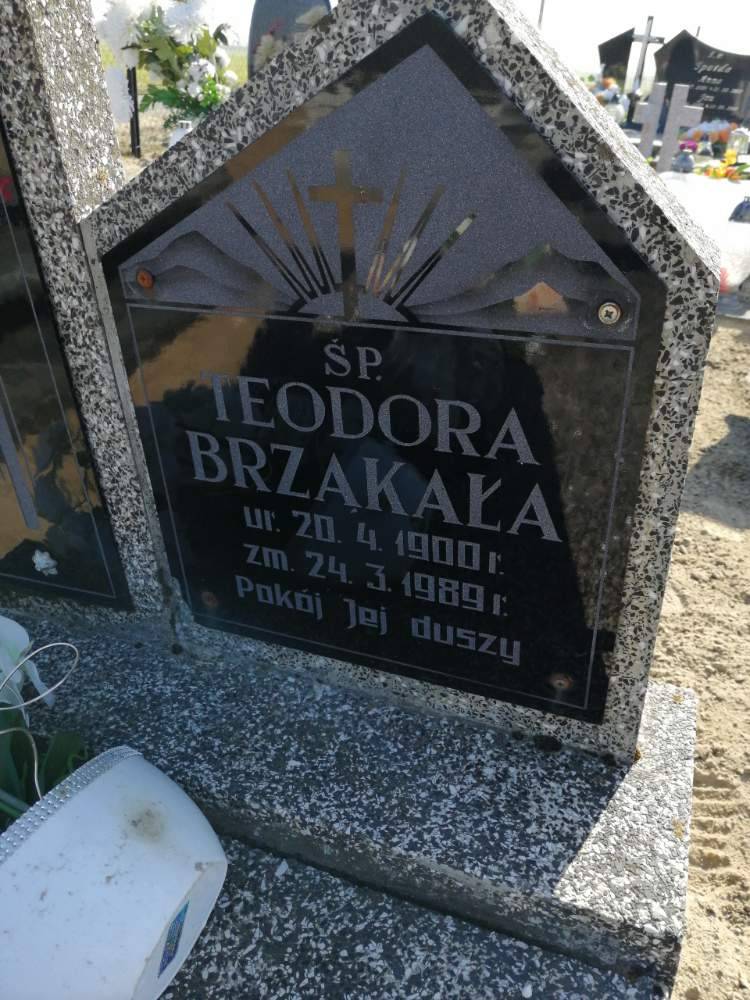 ŚP.
TEODORA
BRZĄKAŁA
ur. 20. 4. 1900 r.
zm. 24. 3. 1989 r.
Pokój Jej duszy